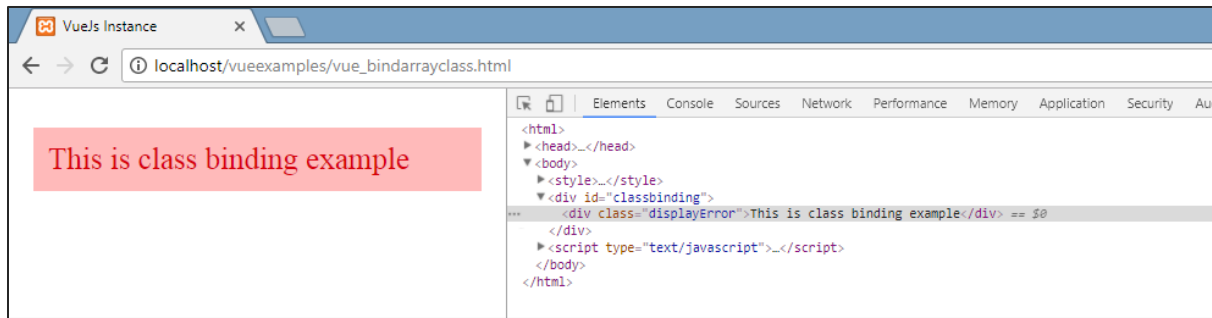 VueJs Instance
localhost/vueexamples/vue_bindarrayclass.html
This is class binding example
Elements Console Sources Network Performance Memory Application Security Au
<html>
▶<head>…</head>
▼<body>
▶<style>…</style>
▼<div id="classbinding">
… <div class="displayError">This is class binding example</div> == $0
</div>
▶<script type="text/javascript">…</script>
</body>
</html>